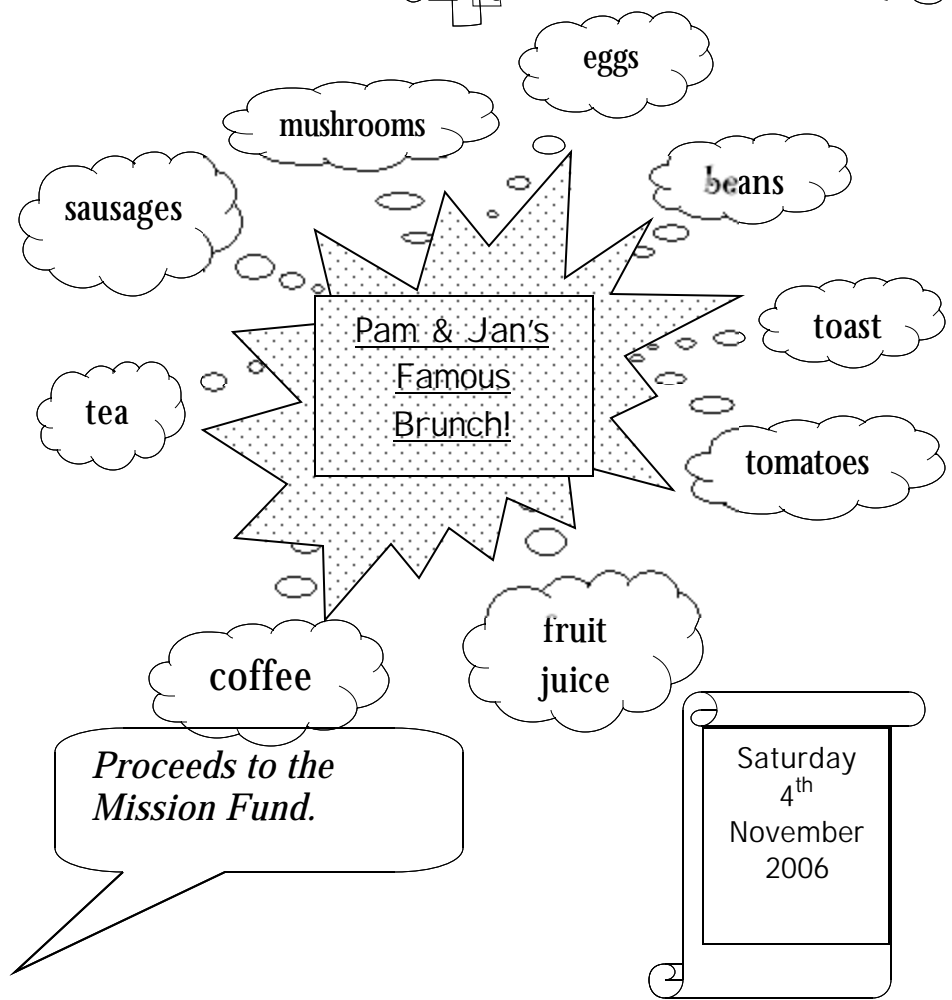 eggs
mushrooms
beans
sausages
toast
Pam & Jan's
Famous
Brunch!
tea
tomatoes
fruit
juice
coffee
Proceeds to the
Mission Fund.
Saturday
4th
November
2006